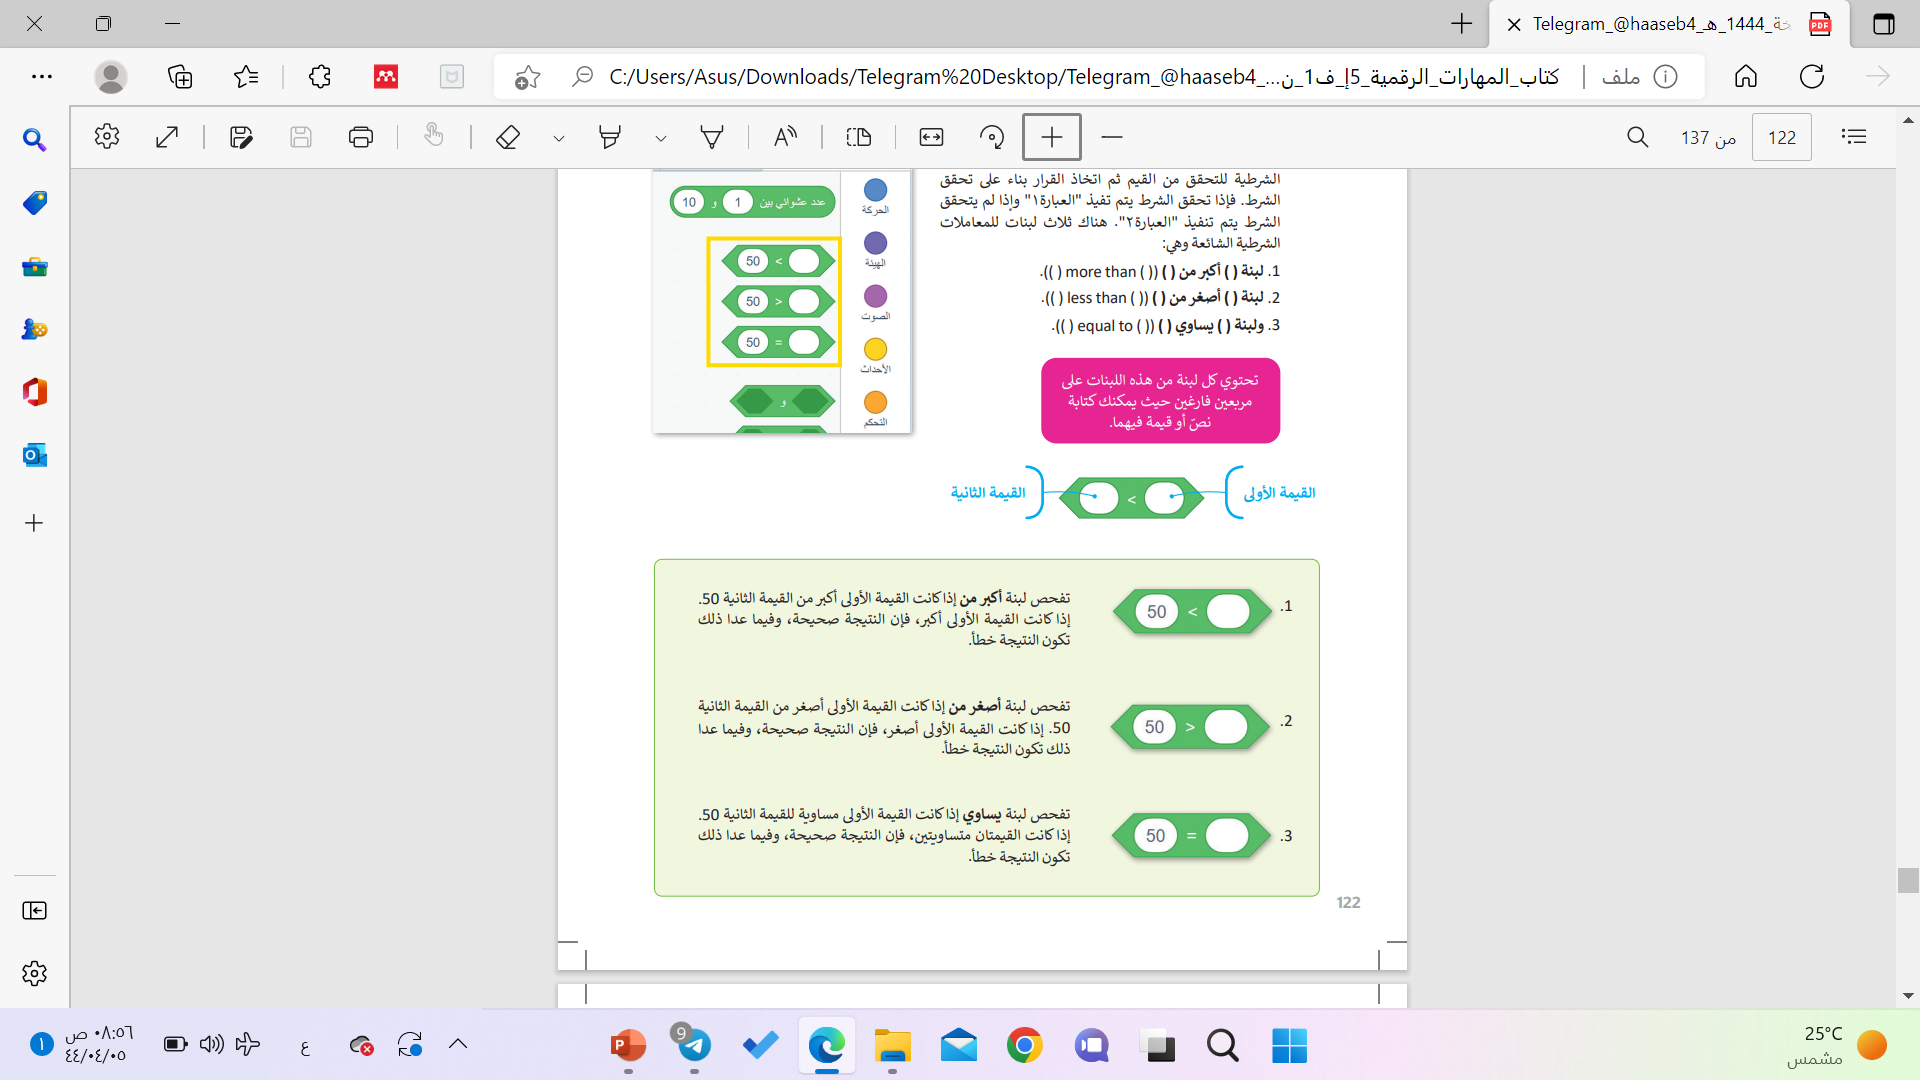 Telegram_@haaseb4_خة_1444_هـ
ملف
C:/Users/Asus/Downloads/Telegram%20Desktop/Telegram_@haaseb4_...كتاب_المهارات_الرقمية_5إ_ف1_ن
122
من 137
الشرطية للتحقق من القيم ثم اتخاذ القرار بناء على تحقق
الشرط. فإذا تحقق الشرط يتم تفيذ "العبارة١" وإذا لم يتحقق
الشرط يتم تنفيذ "العبارة٢". هناك ثلاث لبنات للمعاملات
الشرطية الشائعة وهي:
1. لبنة ( ) أكبر من ( ) (( ) more than ( )).
2. لبنة ( ) أصغر من ( ) (( ) less than ( )).
3. ولبنة ( ) يساوي ( ) (( ) equal to ( )).
الحركة
الهيئة
الصوت
الأحداث
التحكم
عدد عشوائي بين 1 و 10
< 50
> 50
= 50
و
تحتوي كل لبنة من هذه اللبنات على
مربعين فارغين حيث يمكنك كتابة
نصّ أو قيمة فيهما.
القيمة الأولى
<
القيمة الثانية
1.
< 50
تفحص لبنة أكبر من إذا كانت القيمة الأولى أكبر من القيمة الثانية 50.
إذا كانت القيمة الأولى أكبر، فإن النتيجة صحيحة، وفيما عدا ذلك
تكون النتيجة خطأ.
2.
> 50
تفحص لبنة أصغر من إذا كانت القيمة الأولى أصغر من القيمة الثانية
50. إذا كانت القيمة الأولى أصغر، فإن النتيجة صحيحة، وفيما عدا
ذلك تكون النتيجة خطأ.
3.
= 50
تفحص لبنة يساوي إذا كانت القيمة الأولى مساوية للقيمة الثانية 50.
إذا كانت القيمتان متساويتين، فإن النتيجة صحيحة، وفيما عدا ذلك
تكون النتيجة خطأ.
122
25°C
مشمس
9
ع
٠٨:٥٦ ص
٤٤/٠٤/٠٥
١